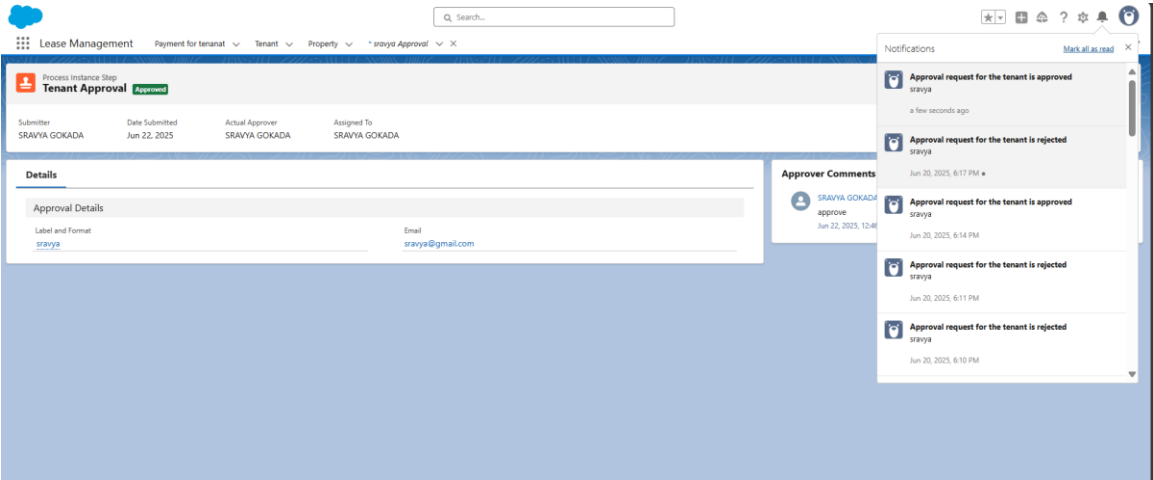 Search...
Lease Management
Payment for tenanat
Tenant
Property
* sravya Approval
Process Instance Step
Tenant Approval
Approved
Submitter
SRAVYA GOKADA
Date Submitted
Jun 22, 2025
Actual Approver
SRAVYA GOKADA
Assigned To
SRAVYA GOKADA
Details
Approval Details
Label and Format
sravya
Email
sravya@gmail.com
Approver Comments
SRAVYA GOKADA
approve
Jun 22, 2025,
Notifications
Mark all as read
Approval request for the tenant is approved
sravya
a few seconds ago
Approval request for the tenant is rejected
sravya
Jun 20, 2025, 6:17 PM
Approval request for the tenant is approved
sravya
Jun 20, 2025, 6:14 PM
Approval request for the tenant is rejected
sravya
Jun 20, 2025, 6:11 PM
Approval request for the tenant is rejected
sravya
Jun 20, 2025, 6:10 PM